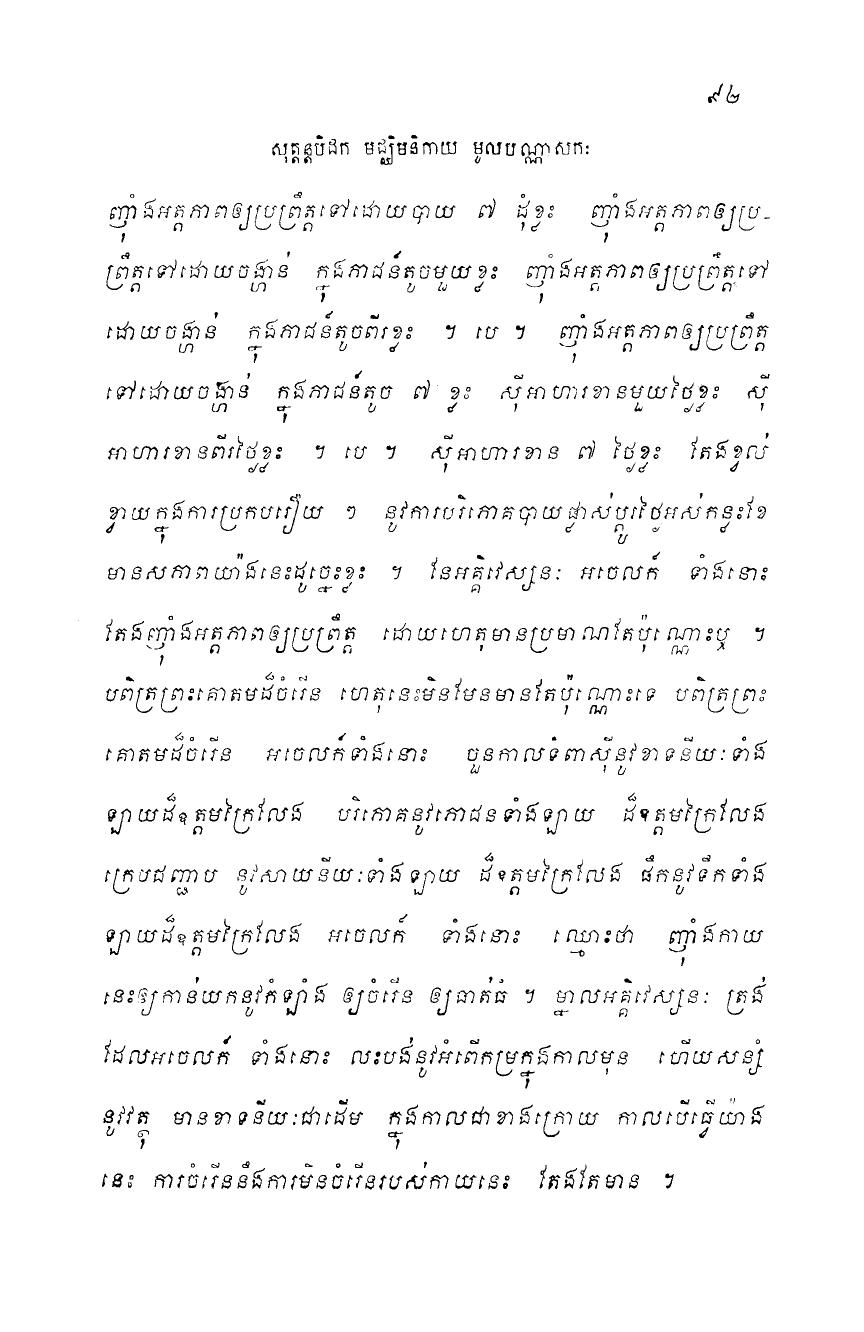 ៩៤
សុត្តន្តបិដក មជ្ឈិមនិកាយ មូលបណ្ណាសកៈ
ញ៉ាំងអត្តភាពឲ្យប្រព្រឹត្តទៅដោយបាយ ៧ ដុំខ្លះ ញ៉ាំងអត្តភាពឲ្យប្រ-
ព្រឹត្តទៅដោយចង្ហាន់ ក្នុងភាជន៍តូចមួយខ្លះ ញ៉ាំងអត្តភាពឲ្យប្រព្រឹត្តទៅ
ដោយចង្ហាន់ ក្នុងភាជន៍តូចពីរខ្លះ ។ បេ ។ ញ៉ាំងអត្តភាពឲ្យប្រព្រឹត្ត
ទៅដោយចង្ហាន់ ក្នុងភាជន៍តូច ៧ ខ្លះ ស៊ីអាហារខានមួយថ្ងៃខ្លះ ស៊ី
អាហារខានពីរថ្ងៃខ្លះ ។ បេ ។ ស៊ីអាហារខាន ៧ ថ្ងៃខ្លះ តែងខ្វល់
ខ្វាយក្នុងការប្រកបរឿយ ៗ នូវការបរិភោគបាយផ្លាស់ប្តូរថ្ងៃអស់កន្លះខែ
មានសភាពយ៉ាងនេះដូច្នេះខ្លះ ។ នែអគ្គិវេស្សនៈ អចេលក៍ ទាំងនោះ
តែងញ៉ាំងអត្តភាពឲ្យប្រព្រឹត្ត ដោយហេតុមានប្រមាណតែប៉ុណ្ណោះឬ ។
បពិត្រព្រះគោតមដ៏ចំរើន ហេតុនេះមិនមែនមានតែប៉ុណ្ណោះទេ បពិត្រព្រះ
គោតមដ៏ចំរើន អចេលក៍ទាំងនោះ ចួនកាលទំពាស៊ីនូវខាទនីយៈទាំង
ឡាយដ៏ឧត្តមក្រៃលែង បរិភោគនូវភោជនទាំងឡាយ ដ៏ឧត្តមក្រៃលែង
ក្រេបជញ្ជាប នូវសាយនីយៈទាំងឡាយ ដ៏ឧត្តមក្រៃលែង ផឹកនូវទឹកទាំង
ឡាយដ៏ឧត្តមក្រៃលែង អចេលក៍ ទាំងនោះ ឈ្មោះថា ញ៉ាំងកាយ
នេះឲ្យកាន់យកនូវកំឡាំង ឲ្យចំរើន ឲ្យធាត់ធំ ។ ម្នាលអគ្គិវេស្សនៈ ត្រង់
ដែលអចេលក៍ ទាំងនោះ លះបង់នូវអំពើកម្រក្នុងកាលមុន ហើយសន្សំ
នូវវត្ថុ មានខាទនីយៈជាដើម ក្នុងកាលជាខាងក្រោយ កាលបើធ្វើយ៉ាង
នេះ ការចំរើននឹងការមិនចំរើនរបស់កាយនេះ តែងតែមាន ។